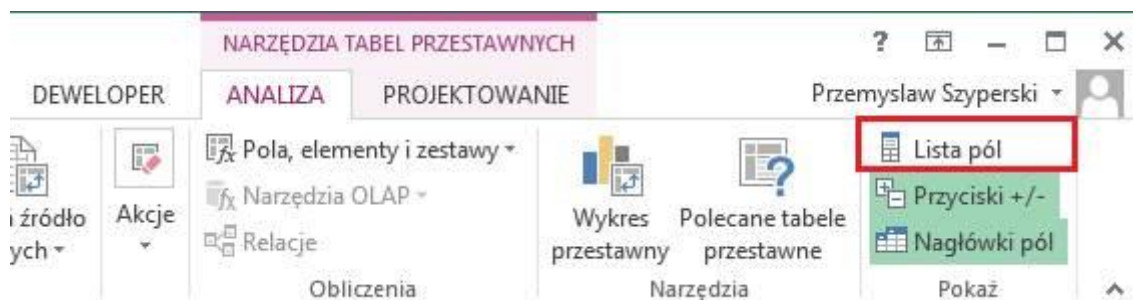 NARZĘDZIA TABEL PRZESTAWNYCH
?
DEWELOPER ANALIZA PROJEKTOWANIE Przemyslaw Szyperski
źródło
ych
Akcje
Pola, elementy i zestawy
Narzędzia OLAP
Relacje
Obliczenia
Wykres
przestawny
Polecane tabele
przestawne
Narzędzia
Lista pól
Przyciski +/-
Nagłówki pól
Pokaż